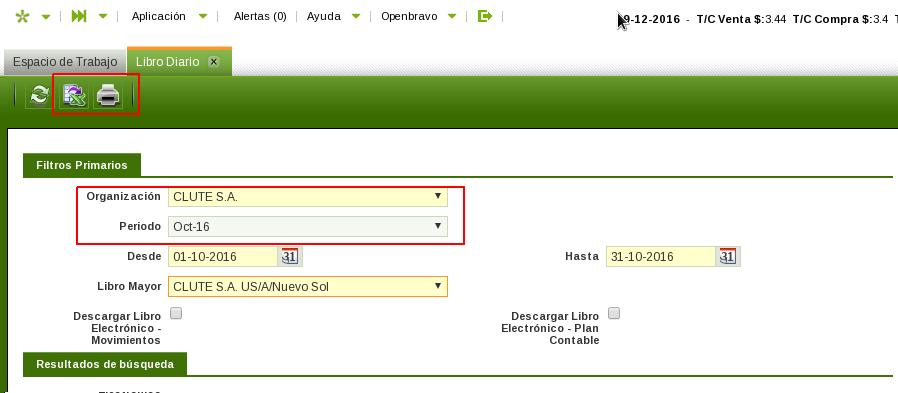 Aplicación Alertas (0) Ayuda Openbravo 9-12-2016 - T/C Venta $:3.44 T/C Compra $:3.4
Espacio de Trabajo Libro Diario
Filtros Primarios
Organización CLUTE S.A.
Periodo Oct-16
Desde 01-10-2016 31 Hasta 31-10-2016 31
Libro Mayor CLUTE S.A. US/A/Nuevo Sol
Descargar Libro Electrónico - Movimientos
Descargar Libro Electrónico - Plan Contable
Resultados de búsqueda